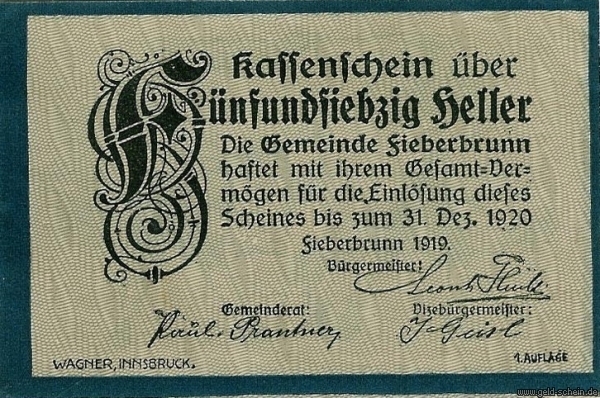 Kassenschein über
Fünfundsiebzig Heller
Die Gemeinde Fieberbrunn
haftet mit ihrem Gesamt=Ver=
mögen für die Einlösung dieses
Scheines bis zum 31. Dez. 1920
Fieberbrunn 1919.
Bürgermeister:
Gemeinderat:
Vizebürgermeister:
WAGNER, INNSBRUCK.
1. AUFLAGE
www.geld-schein.de